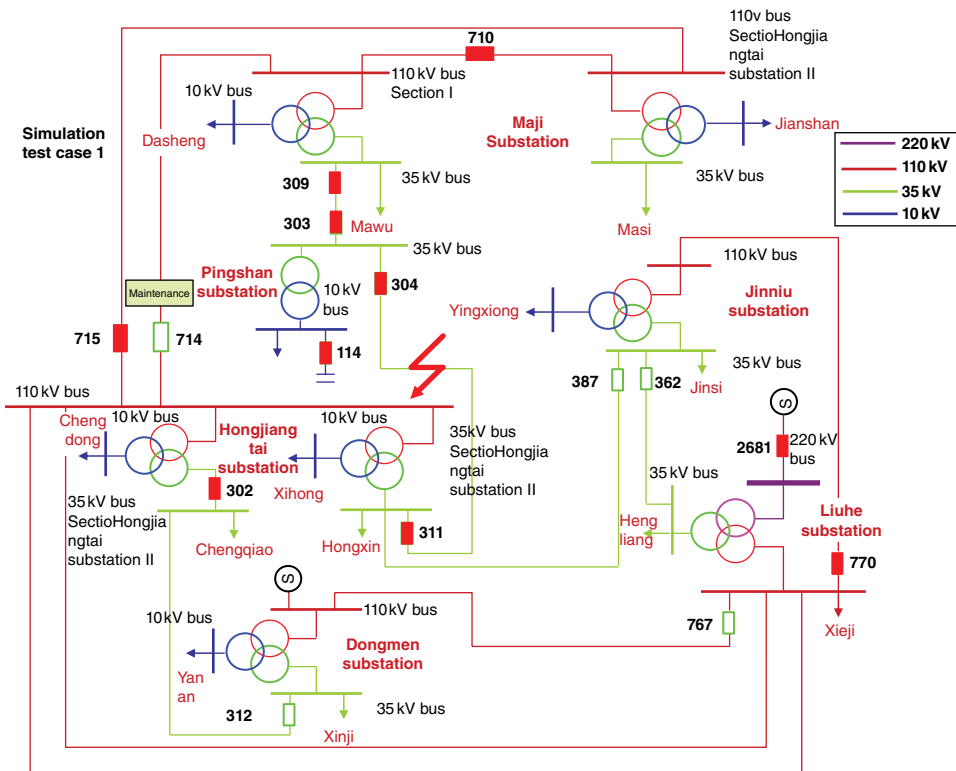 710
110v bus
SectioHongjia
ngtai
substation II
10 kV bus
110 kV bus
Section I
Simulation
test case 1
Dasheng
Maji
Substation
Jianshan
220 kV
110 kV
35 kV
10 kV
309
35 kV bus
35 kV bus
303
Mawu
Masi
35 kV bus
110 kV bus
Pingshan
substation
10 kV
bus
304
Jinniu
substation
Maintenance
Yingxiong
715
714
114
35 kV bus
387
362
Jinsi
110 kV bus
S
Cheng
dong
10 kV bus
10 kV bus
Hongjiang
tai
substation
35kV bus
SectioHongjia
ngtai
substation II
2681
220 kV
bus
35 kV bus
Xihong
302
35 kV bus
SectioHongjia
ngtai
substation II
Heng
liang
Liuhe
substation
Chengqiao
Hongxin
311
770
S
10 kV bus
110 kV bus
767
Xieji
Dongmen
substation
Yan
an
312
35 kV bus
Xinji